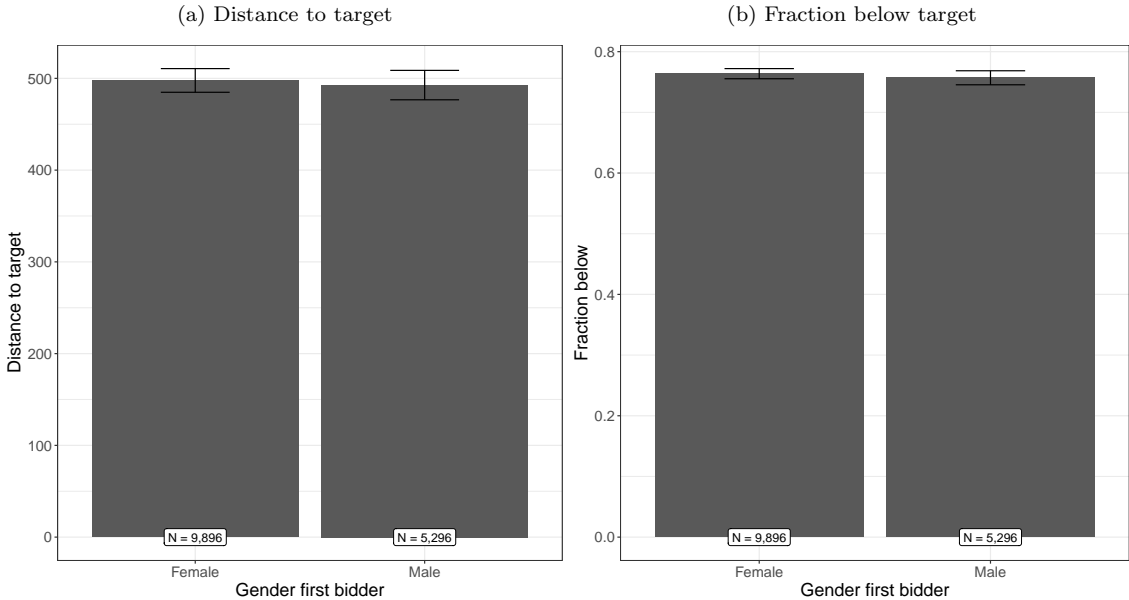 (a) Distance to target
Distance to target
500
400
300
200
100
0
N = 9,896
N = 5,296
Female
Male
Gender first bidder
(b) Fraction below target
Fraction below
0.8
0.6
0.4
0.2
0.0
N = 9,896
N = 5,296
Female
Male
Gender first bidder